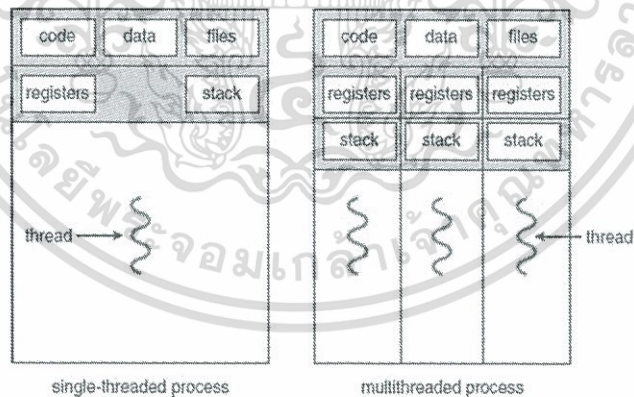 code data files
registers stack
thread
single-threaded process
code data files
registers registers registers
stack stack stack
thread
multithreaded process